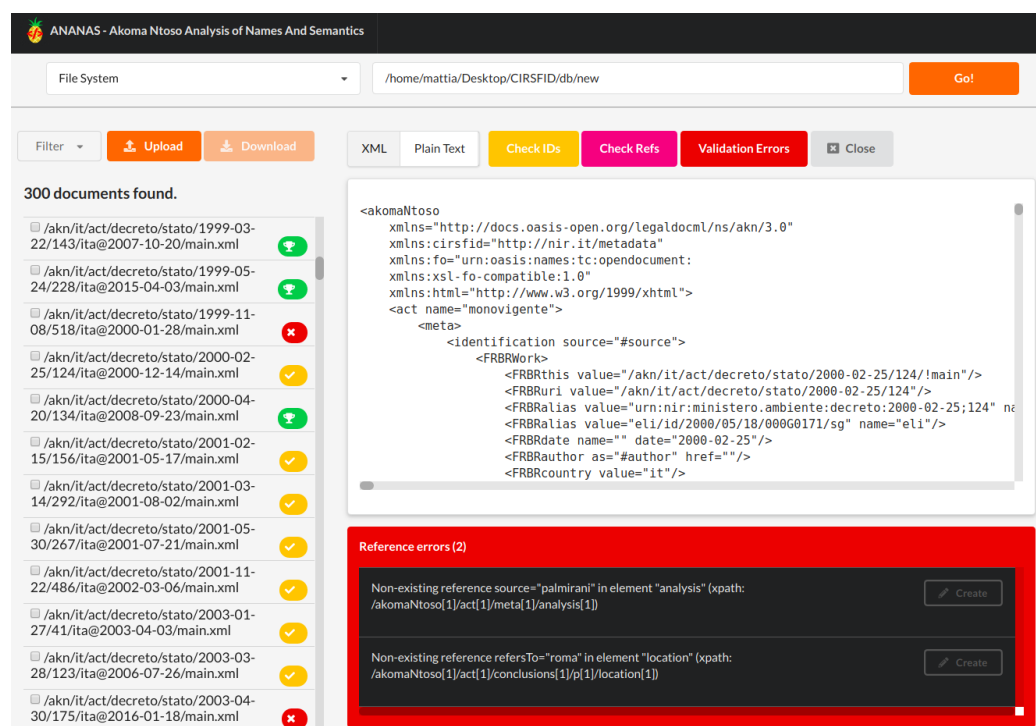 ANANAS - Akoma Ntoso Analysis of Names And Semantics
File System
/home/mattia/Desktop/CIRSFID/db/new
Go!
Filter
Upload
Download
300 documents found.
/akn/it/act/decreto/stato/1999-03-
22/143/ita@2007-10-20/main.xml
/akn/it/act/decreto/stato/1999-05-
24/228/ita@2015-04-03/main.xml
/akn/it/act/decreto/stato/1999-11-
08/518/ita@2000-01-28/main.xml
/akn/it/act/decreto/stato/2000-02-
25/124/ita@2000-12-14/main.xml
/akn/it/act/decreto/stato/2000-04-
20/134/ita@2008-09-23/main.xml
/akn/it/act/decreto/stato/2001-02-
15/156/ita@2001-05-17/main.xml
/akn/it/act/decreto/stato/2001-03-
14/292/ita@2001-08-02/main.xml
/akn/it/act/decreto/stato/2001-05-
30/267/ita@2001-07-21/main.xml
/akn/it/act/decreto/stato/2001-11-
22/486/ita@2002-03-06/main.xml
/akn/it/act/decreto/stato/2003-01-
27/41/ita@2003-04-03/main.xml
/akn/it/act/decreto/stato/2003-03-
28/123/ita@2006-07-26/main.xml
/akn/it/act/decreto/stato/2003-04-
30/175/ita@2016-01-18/main.xml
XML
Plain Text
Check IDs
Check Refs
Validation Errors
Close
<akomaNtoso
xmlns="http://docs.oasis-open.org/legaldocml/ns/akn/3.0"
xmlns:cirsfid="http://nir.it/metadata"
xmlns:fo="urn:oasis:names:tc:opendocument:
xmlns:xsl-fo-compatible:1.0"
xmlns:html="http://www.w3.org/1999/xhtml">
<act name="monovigente">
<meta>
<identification source="#source">
<FRBRWork>
<FRBRthis value="/akn/it/act/decreto/stato/2000-02-25/124/!main"/>
<FRBRuri value="/akn/it/act/decreto/stato/2000-02-25/124"/>
<FRBRalias value="urn:nir:ministero.ambiente:decreto:2000-02-25;124" na
<FRBRalias value="eli/id/2000/05/18/000G0171/sg" name="eli"/>
<FRBRdate name="" date="2000-02-25"/>
<FRBRauthor as="#author" href=""/>
<FRBRcountry value="it"/>
Reference errors (2)
Non-existing reference source="palmirani" in element "analysis" (xpath:
/akomaNtoso[1]/act[1]/meta[1]/analysis[1])
Create
Non-existing reference refersTo="roma" in element "location" (xpath:
/akomaNtoso[1]/act[1]/conclusions[1]/p[1]/location[1])
Create